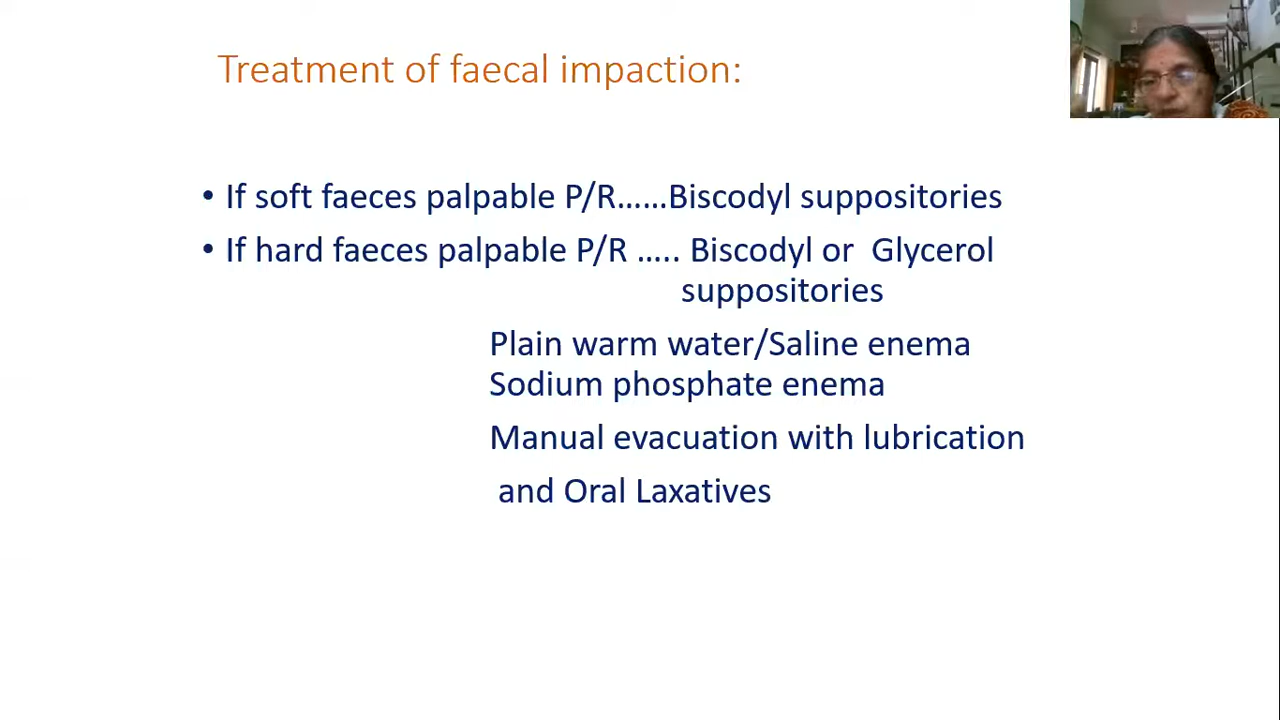 Treatment of faecal impaction:
• If soft faeces palpable P/R......Biscodyl suppositories
• If hard faeces palpable P/R ..... Biscodyl or  Glycerol
suppositories
Plain warm water/Saline enema
Sodium phosphate enema
Manual evacuation with lubrication
and Oral Laxatives